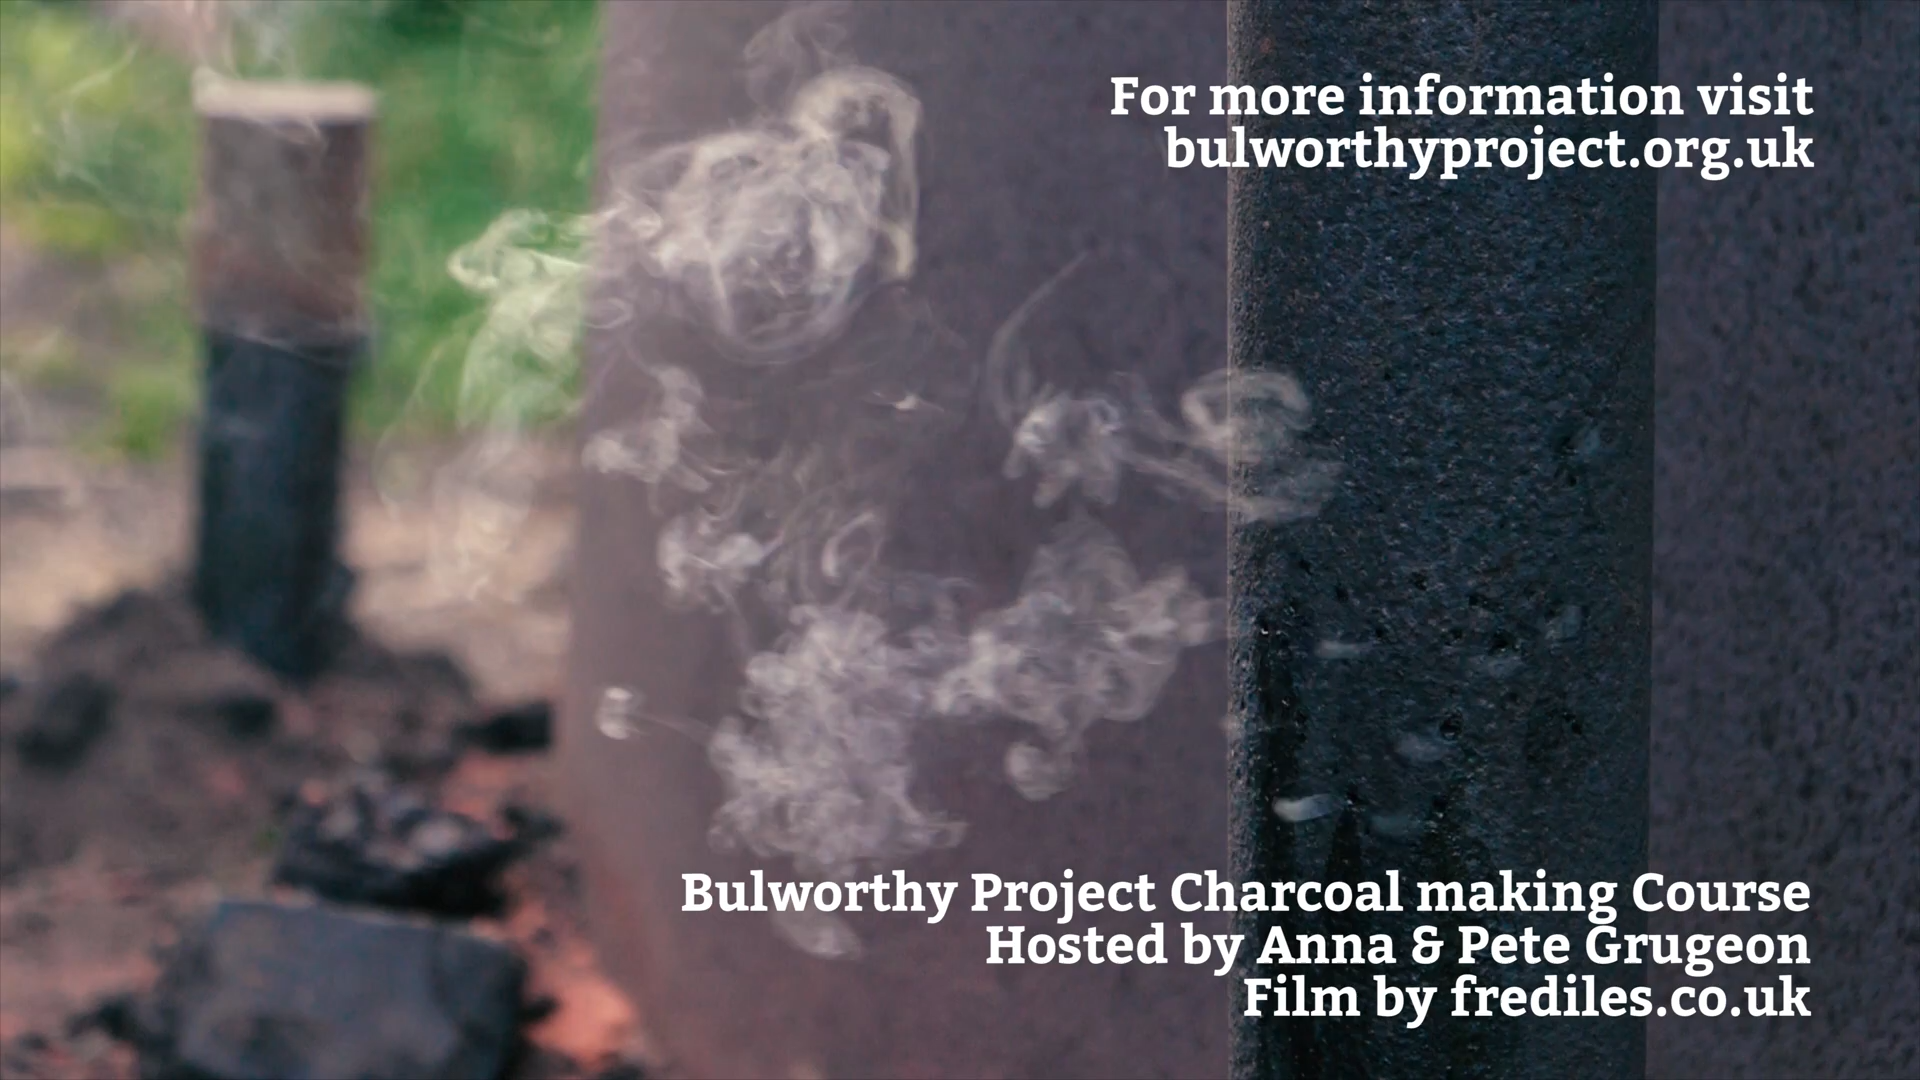 For more information visit
bulworthyproject.org.uk
Bulworthy Project Charcoal making Course
Hosted by Anna & Pete Grugeon
Film by frediles.co.uk